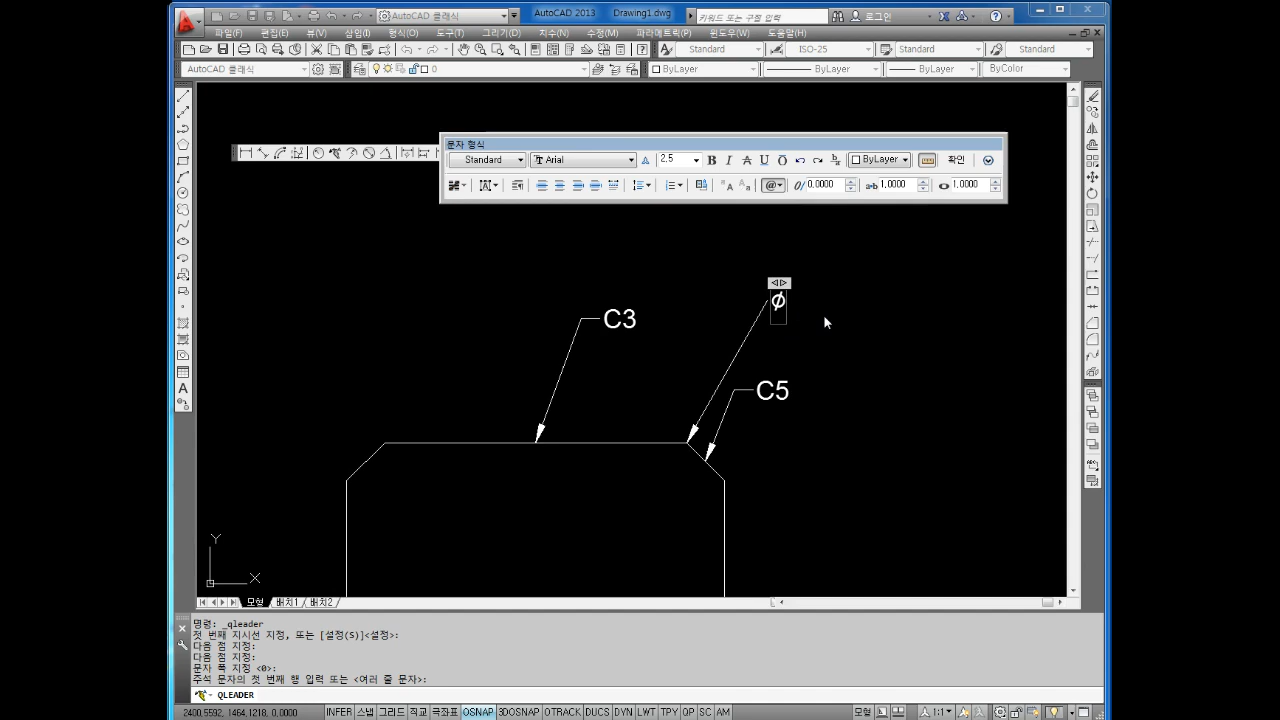 AutoCAD 클래식
AutoCAD 2013 Drawing1.dwg
키워드 또는 구절 입력
로그인
파일(F) 편집(E) 뷰(V) 삽입(I) 형식(O) 도구(T) 그리기(D) 치수(N) 수정(M) 파라메트릭(P) 윈도우(W) 도움말(H)
Standard ISO-25 Standard Standard
AutoCAD 클래식 0 ByLayer ByLayer ByLayer ByColor
문자 형식
Standard Arial 2.5 B I A U O ByLayer 확인
@ 0/ 0.0000 a•b 1.0000 1.0000
Ø
C3
C5
Y
X
모형 배치1 배치2
명령: _qleader
첫 번째 지시선 지정, 또는 [설정(S)]<설정>:
다음 점 지정:
다음 점 지정:
문자 폭 지정 <0>:
주석 문자의 첫 번째 행 입력 또는 <여러 줄 문자>:
QLEADER
2400.5592, 1464.1218, 0.0000 INFER 스냅 그리드 직교 극좌표 OSNAP 3DOSNAP OTRACK DUCS DYN LWT TPY QP SC AM 모형 1:1